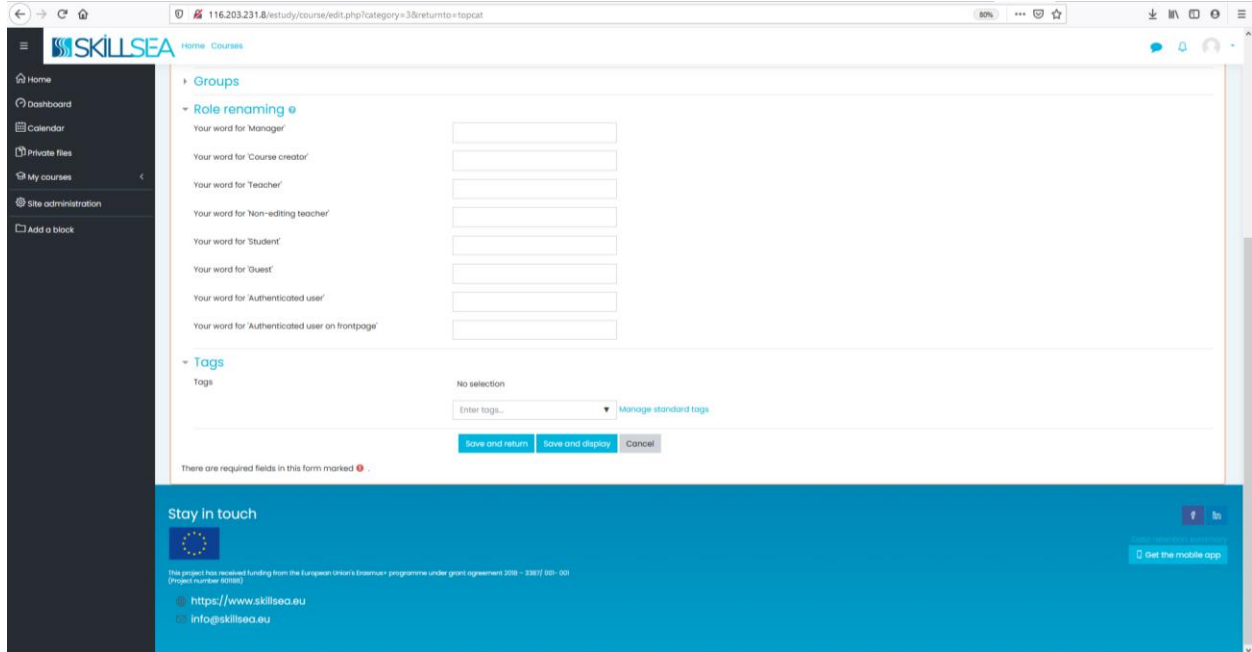 116.203.231.8/estudy/course/edit.php?category=3&returnto=topcat
80%
SKILLSEA
Home Courses
Home
Dashboard
Calendar
Private files
My courses
Site administration
Add a block
Groups
Role renaming
Your word for 'Manager'
Your word for 'Course creator'
Your word for 'Teacher'
Your word for 'Non-editing teacher'
Your word for 'Student'
Your word for 'Guest'
Your word for 'Authenticated user'
Your word for 'Authenticated user on frontpage'
Tags
Tags
No selection
Enter tags...
Manage standard tags
Save and return
Save and display
Cancel
There are required fields in this form marked .
Stay in touch
f in
Data retention summary
Get the mobile app
This project has received funding from the European Union's Erasmus+ programme under grant agreement 2018 – 3387/ 001- 001
(Project number
https://www.skillsea.eu
info@skillsea.eu